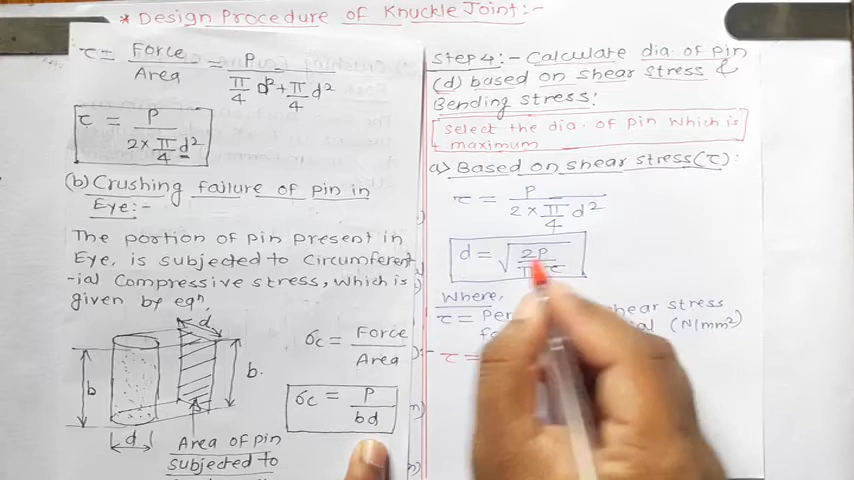 * Design Procedure of Knuckle Joint:-
τ = Force / Area = P / (π/4 d² + π/4 d²)
τ = P / (2 × π/4 d²)
(b) Crushing failure of pin in
Eye:-
The portion of pin present in
Eye, is subjected to Circumferent
-ial Compressive stress, which is
given by eqⁿ.
d
b
b.
d
σc = Force / Area
σc = P / bd
Area of pin
subjected to
Step 4:- Calculate dia. of pin
(d) based on shear stress &
Bending stress:
Select the dia. of pin which is
maximum
a) Based on shear stress (τ):
τ = P / (2 × π/4 d²)
d = √(2P / πτ)
Where,
τ = Per shear stress
(N/mm²)
τ =